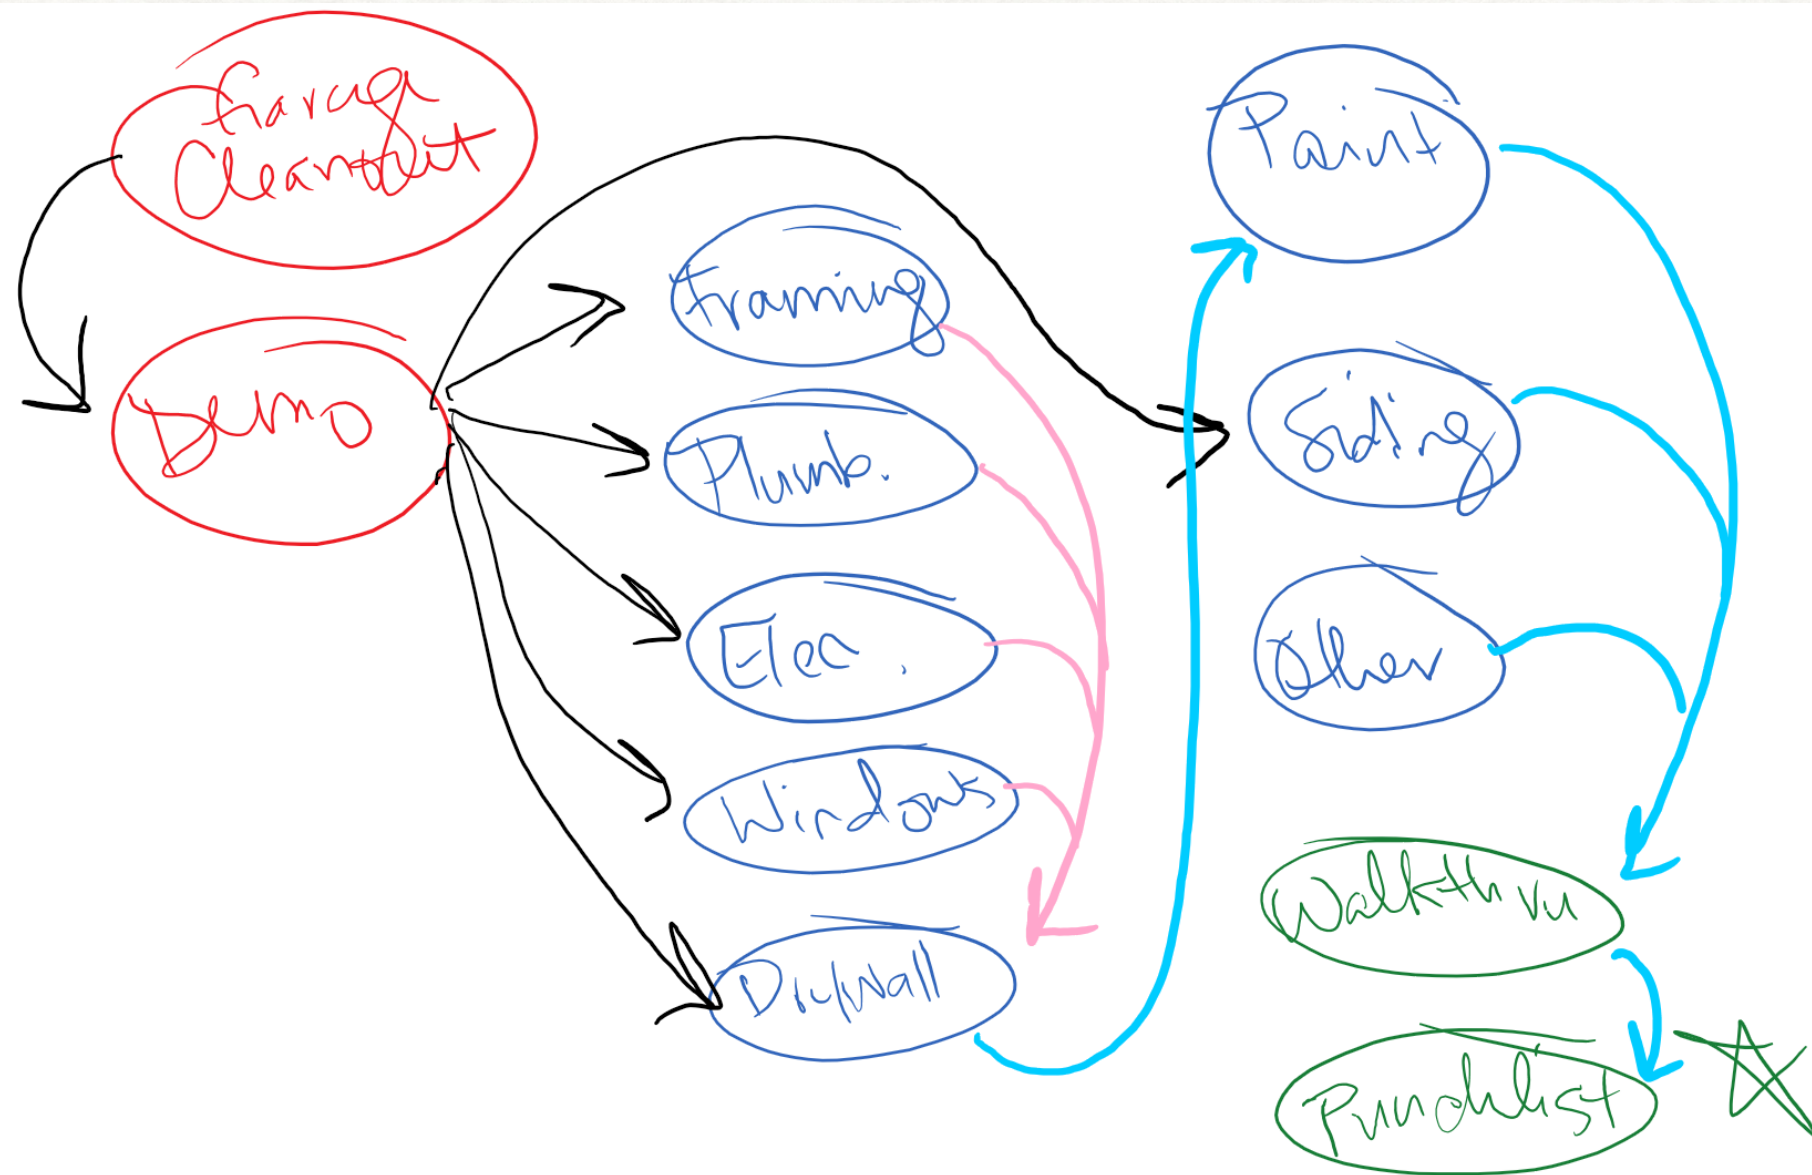 Garage
Cleanout
Demo
Framing
Plumb.
Elec.
Windows
Drywall
Paint
Siding
Other
Walkthru
Punchlist